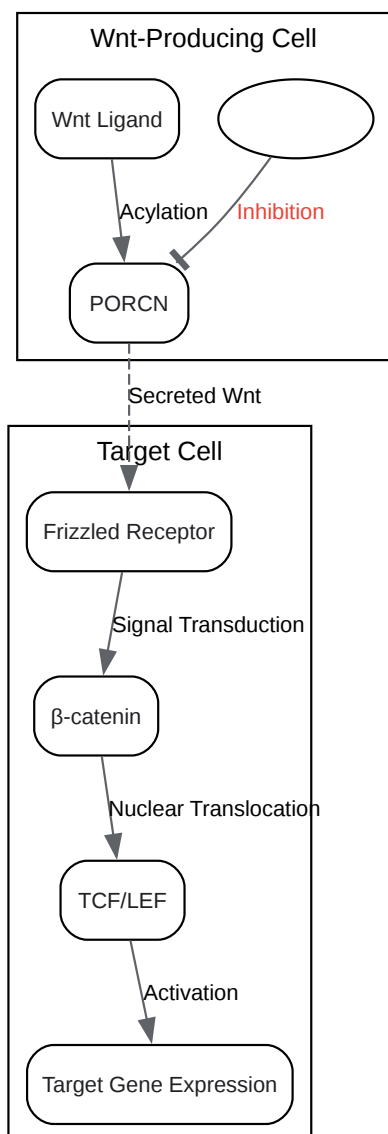 Wnt-Producing Cell
Wnt Ligand
Acylation
Inhibition
PORCN
Secreted Wnt
Target Cell
Frizzled Receptor
Signal Transduction
β-catenin
Nuclear Translocation
TCF/LEF
Activation
Target Gene Expression